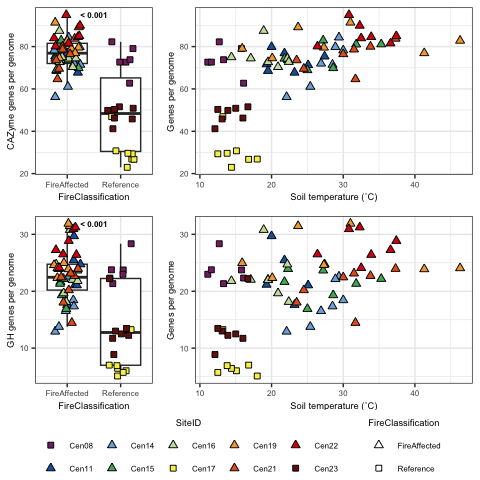 < 0.001
80
60
40
20
CAZyme genes per genome
FireAffected Reference
FireClassification
80
60
40
20
Genes per genome
10 20 30 40
Soil temperature (˚C)
< 0.001
30
20
10
GH genes per genome
FireAffected Reference
FireClassification
30
20
10
Genes per genome
10 20 30 40
Soil temperature (˚C)
SiteID
Cen08 Cen14 Cen16 Cen19 Cen22
Cen11 Cen15 Cen17 Cen21 Cen23
FireClassification
FireAffected
Reference